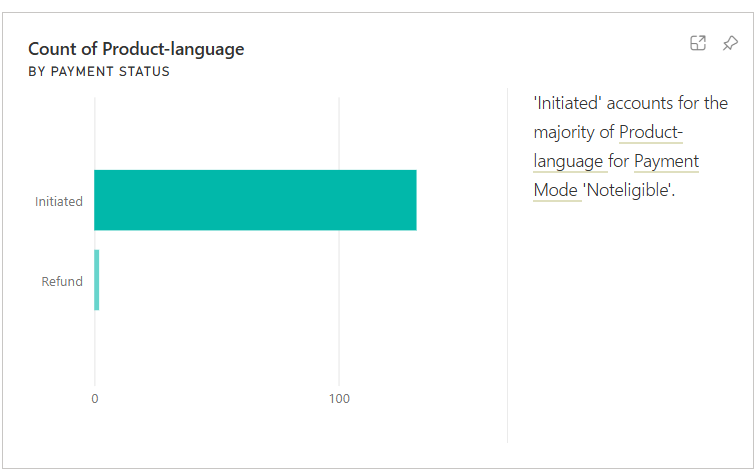 Count of Product-language
BY PAYMENT STATUS
'Initiated' accounts for the
majority of Product-
language for Payment
Mode 'Noteligible'.
Initiated
Refund
0
100